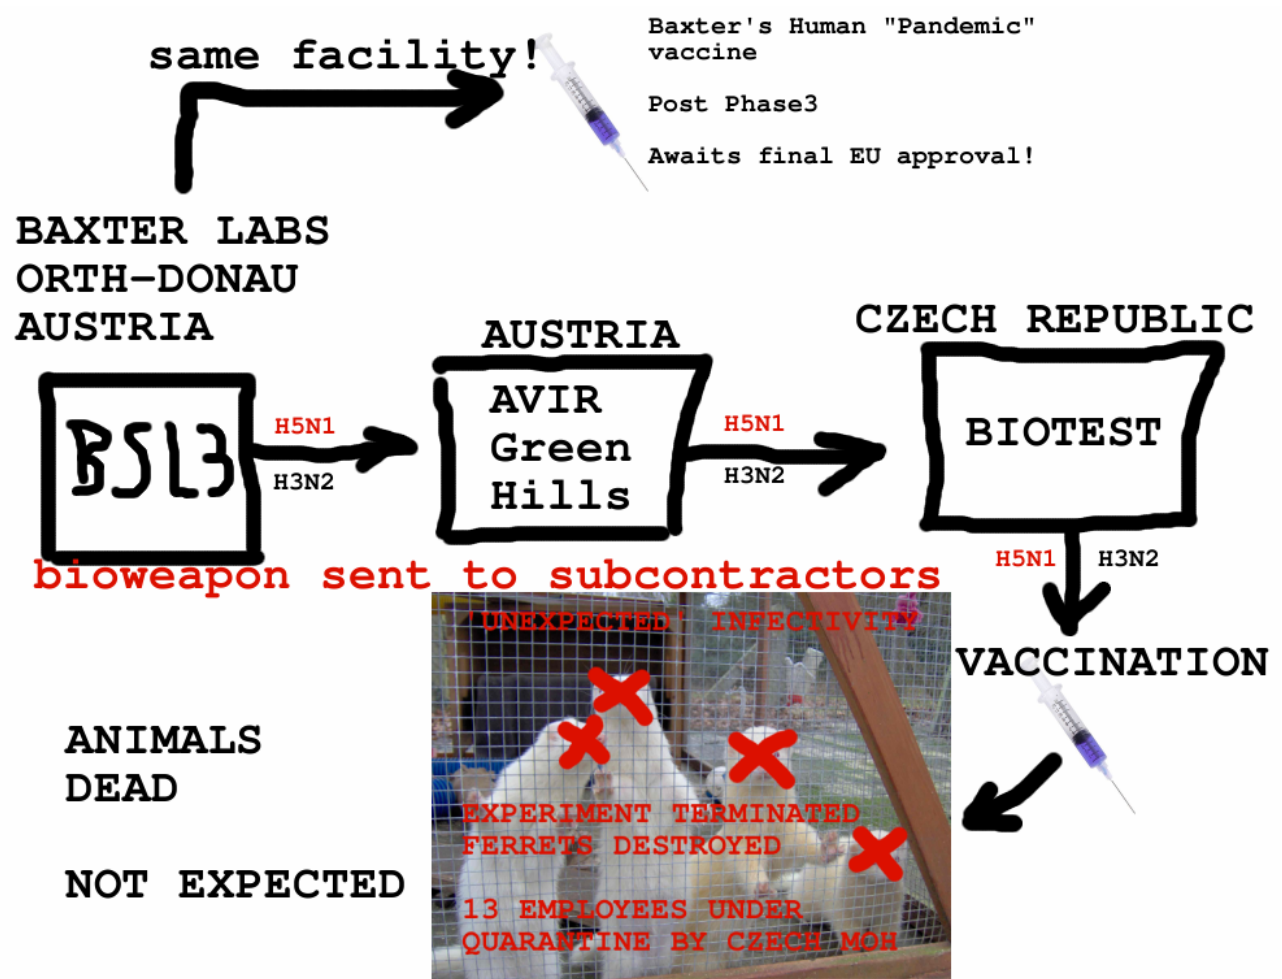 same facility!
Baxter's Human "Pandemic"
vaccine
Post Phase3
Awaits final EU approval!
BAXTER LABS
ORTH-DONAU
AUSTRIA
BSL3
H5N1
H3N2
AUSTRIA
AVIR
Green
Hills
H5N1
H3N2
CZECH REPUBLIC
BIOTEST
H5N1 H3N2
bioweapon sent to subcontractors
VACCINATION
'UNEXPECTED' INFECTIVITY
EXPERIMENT TERMINATED
FERRETS DESTROYED
13 EMPLOYEES UNDER
QUARANTINE BY CZECH MOH
ANIMALS
DEAD
NOT EXPECTED